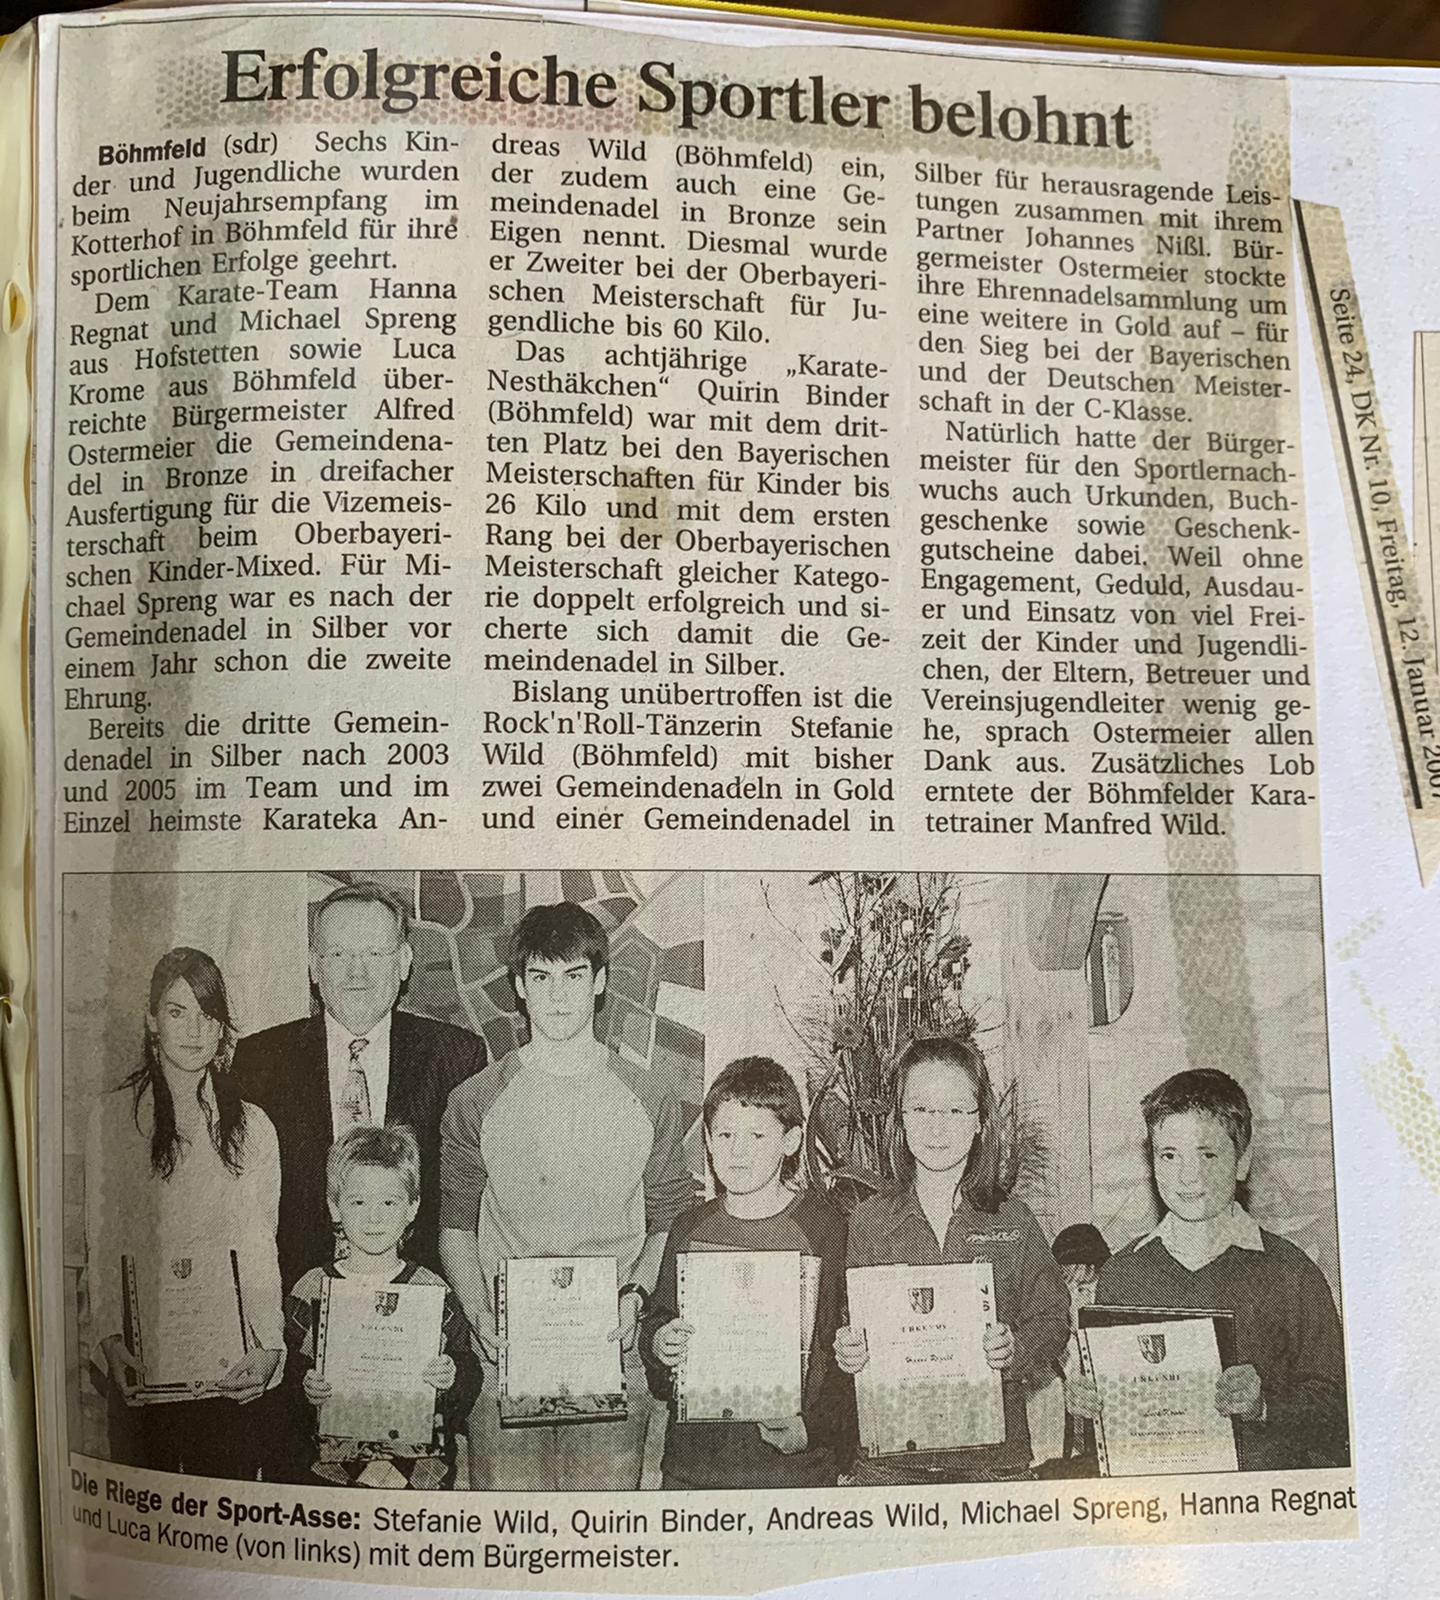 Erfolgreiche Sportler belohnt
Böhmfeld (sdr) Sechs Kin-
der und Jugendliche wurden
beim Neujahrsempfang im
Kotterhof in Böhmfeld für ihre
sportlichen Erfolge geehrt.
Dem Karate-Team Hanna
Regnat und Michael Spreng
aus Hofstetten sowie Luca
Krome aus Böhmfeld über-
reichte Bürgermeister Alfred
Ostermeier die Gemeindena-
del in Bronze in dreifacher
Ausfertigung für die Vizemeis-
terschaft beim Oberbayeri-
schen Kinder-Mixed. Für Mi-
chael Spreng war es nach der
Gemeindenadel in Silber vor
einem Jahr schon die zweite
Ehrung.
Bereits die dritte Gemein-
denadel in Silber nach 2003
und 2005 im Team und im
Einzel heimste Karateka An-
dreas Wild (Böhmfeld) ein,
der zudem auch eine Ge-
meindenadel in Bronze sein
Eigen nennt. Diesmal wurde
er Zweiter bei der Oberbayeri-
schen Meisterschaft für Ju-
gendliche bis 60 Kilo.
Das achtjährige „Karate-
Nesthäkchen“ Quirin Binder
(Böhmfeld) war mit dem drit-
ten Platz bei den Bayerischen
Meisterschaften für Kinder bis
26 Kilo und mit dem ersten
Rang bei der Oberbayerischen
Meisterschaft gleicher Katego-
rie doppelt erfolgreich und si-
cherte sich damit die Ge-
meindenadel in Silber.
Bislang unübertroffen ist die
Rock'n'Roll-Tänzerin Stefanie
Wild (Böhmfeld) mit bisher
zwei Gemeindenadeln in Gold
und einer Gemeindenadel in
Silber für herausragende Leis-
tungen zusammen mit ihrem
Partner Johannes Nißl. Bür-
germeister Ostermeier stockte
ihre Ehrennadelsammlung um
eine weitere in Gold auf – für
den Sieg bei der Bayerischen
und der Deutschen Meister-
schaft in der C-Klasse.
Natürlich hatte der Bürger-
meister für den Sportlernach-
wuchs auch Urkunden, Buch-
geschenke sowie Geschenk-
gutscheine dabei. Weil ohne
Engagement, Geduld, Ausdau-
er und Einsatz von viel Frei-
zeit der Kinder und Jugendli-
chen, der Eltern, Betreuer und
Vereinsjugendleiter wenig ge-
he, sprach Ostermeier allen
Dank aus. Zusätzliches Lob
erntete der Böhmfelder Kara-
tetrainer Manfred Wild.
Seite 24, DK Nr. 10, Freitag, 12. Januar 2007
URKUNDE
URKUNDE
Hanna Regnat
URKUNDE
Die Riege der Sport-Asse: Stefanie Wild, Quirin Binder, Andreas Wild, Michael Spreng, Hanna Regnat
und Luca Krome (von links) mit dem Bürgermeister.